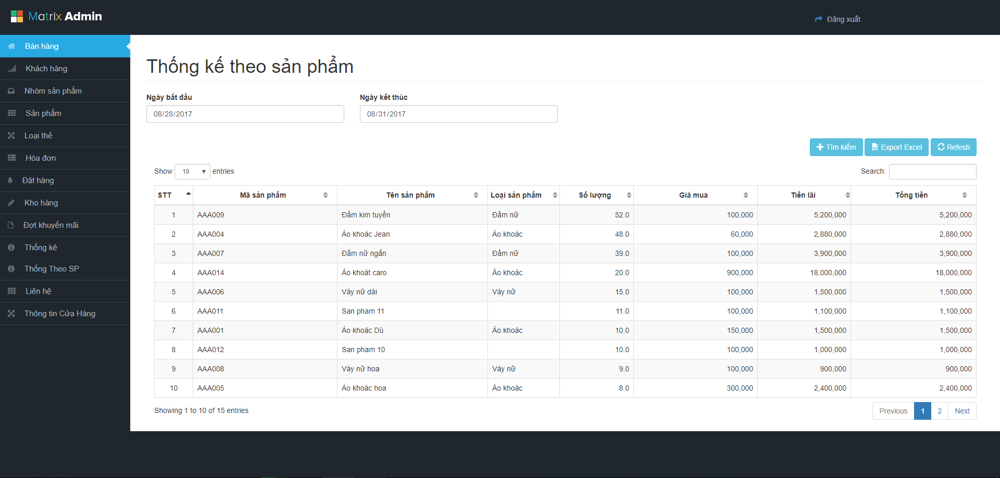 Matrix Admin
Đăng xuất
Bán hàng
Khách hàng
Nhóm sản phẩm
Sản phẩm
Loại thẻ
Hóa đơn
Đặt hàng
Kho hàng
Đợt khuyến mãi
Thống kê
Thống Theo SP
Liên hệ
Thông tin Cửa Hàng
Thống kế theo sản phẩm
Ngày bắt đầu Ngày kết thúc
08/28/2017 08/31/2017
Tìm kiếm Export Excel Refesh
Show 10 entries Search:
STT Mã sản phẩm Tên sản phẩm Loại sản phẩm Số lượng Giá mua Tiền lãi Tổng tiền
1 AAA009 Đầm kim tuyến Đầm nữ 52.0 100,000 5,200,000 5,200,000
2 AAA004 Áo khoác Jean Áo khoác 48.0 60,000 2,880,000 2,880,000
3 AAA007 Đầm nữ ngắn Đầm nữ 39.0 100,000 3,900,000 3,900,000
4 AAA014 Áo khoát caro Áo khoác 20.0 900,000 18,000,000 18,000,000
5 AAA006 Váy nữ dài Váy nữ 15.0 100,000 1,500,000 1,500,000
6 AAA011 San pham 11 11.0 100,000 1,100,000 1,100,000
7 AAA001 Áo khoác Dù Áo khoác 10.0 150,000 1,500,000 1,500,000
8 AAA012 San pham 10 10.0 100,000 1,000,000 1,000,000
9 AAA008 Váy nữ hoa Váy nữ 9.0 100,000 900,000 900,000
10 AAA005 Áo khoác hoa Áo khoác 8.0 300,000 2,400,000 2,400,000
Showing 1 to 10 of 15 entries Previous 1 2 Next